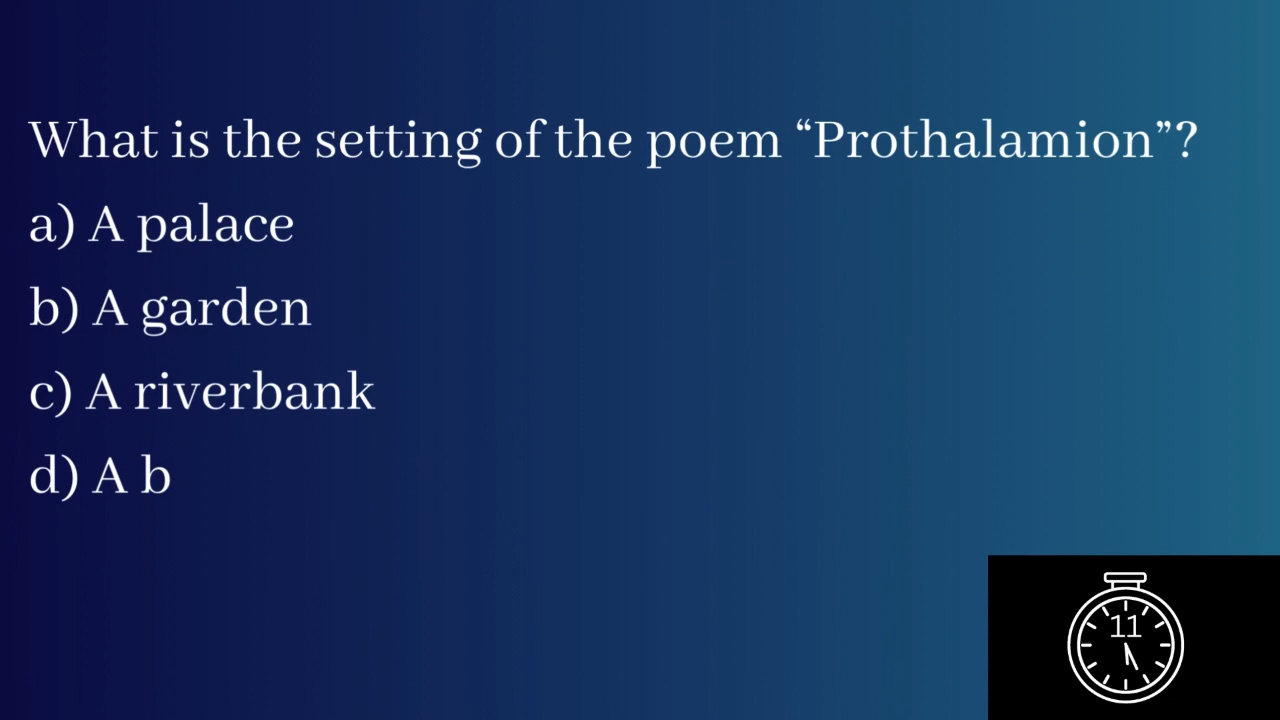 What is the setting of the poem “Prothalamion”?
a) A palace
b) A garden
c) A riverbank
d) A b
11